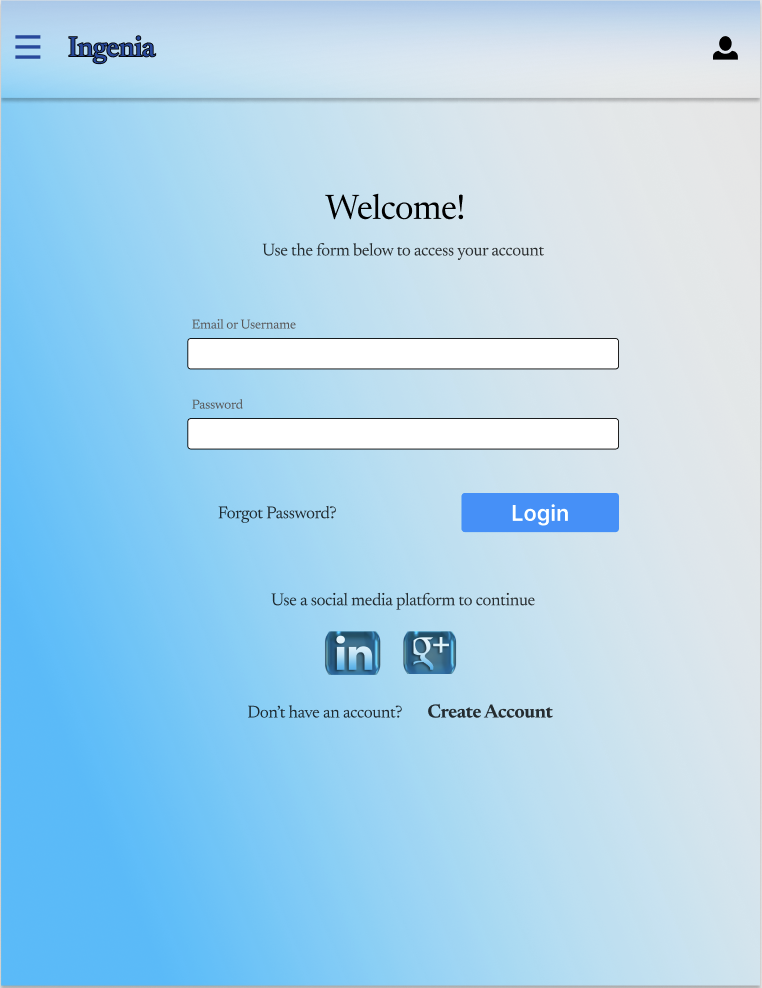 Ingenia
Welcome!
Use the form below to access your account
Email or Username
Password
Forgot Password? Login
Use a social media platform to continue
in g+
Don't have an account? Create Account